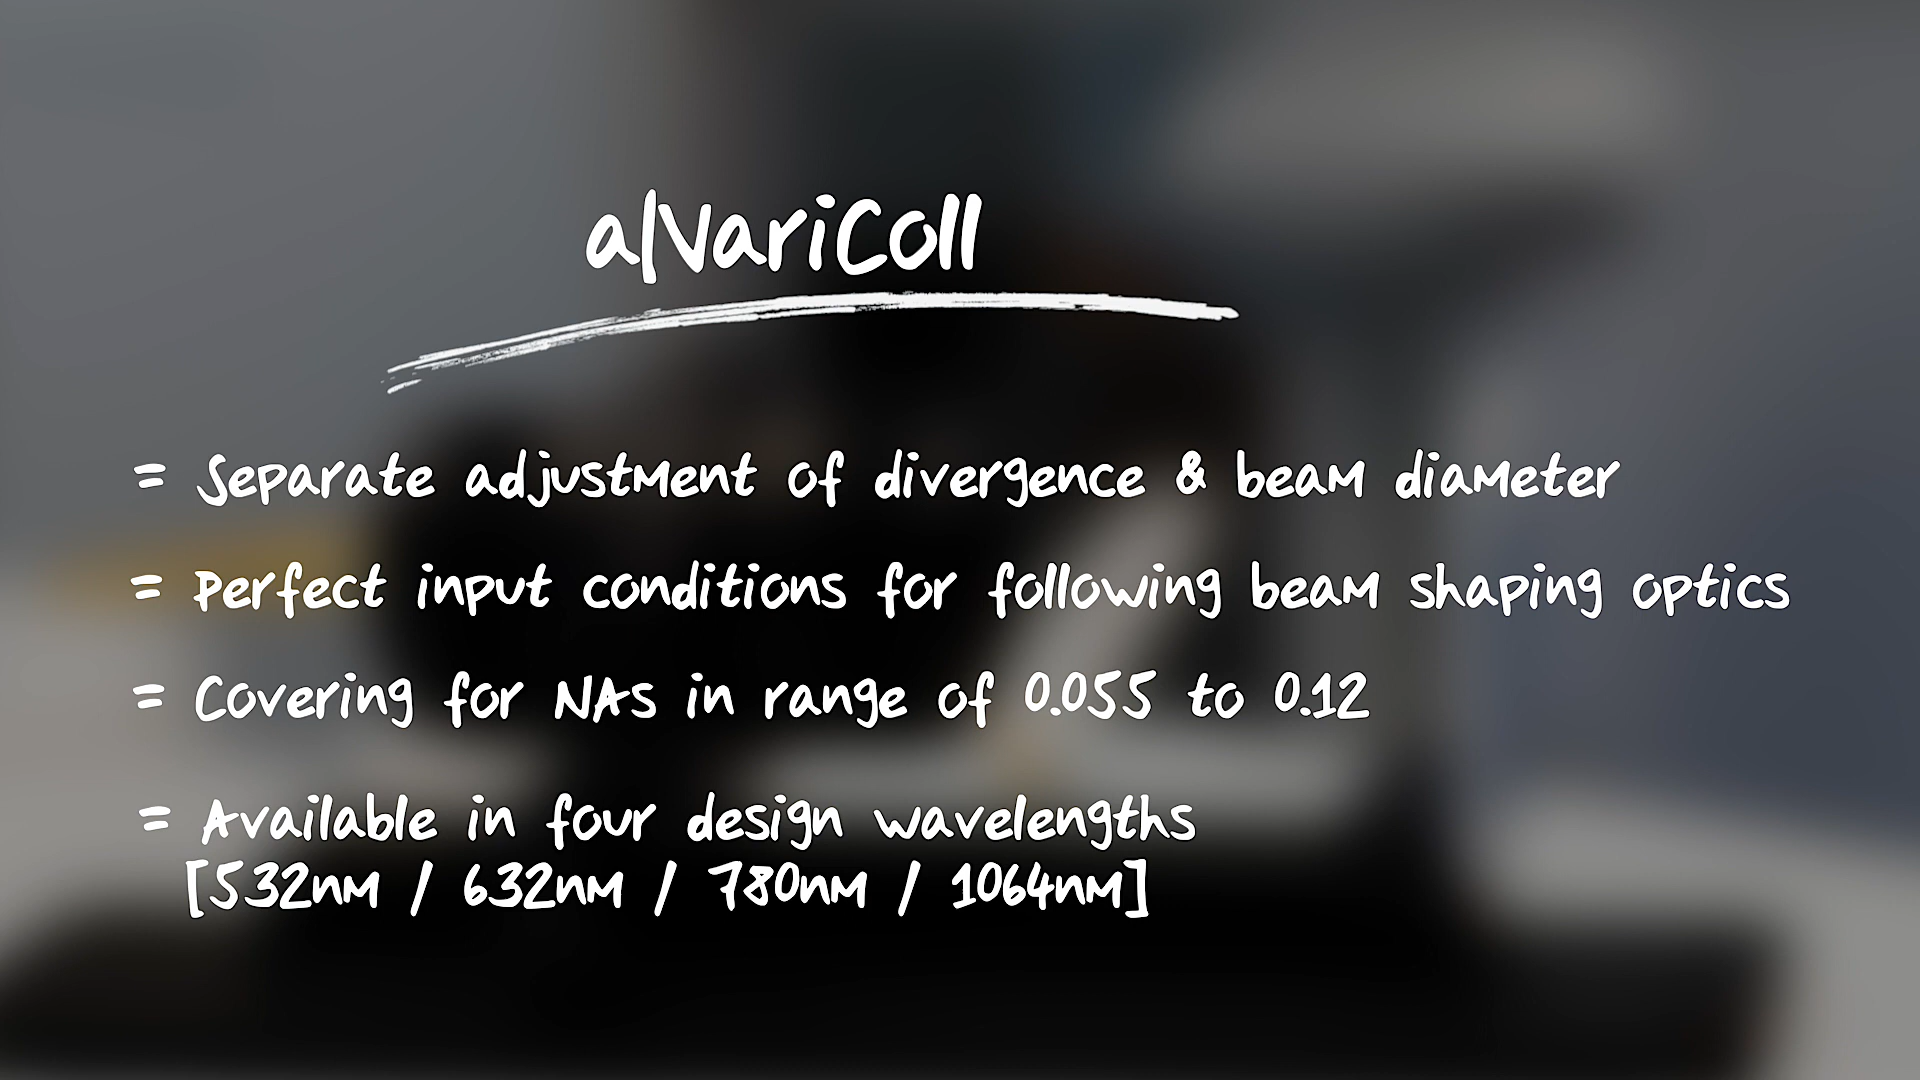 a|VariColl
= Separate adjustment of divergence & beam diameter
= Perfect input conditions for following beam shaping optics
= Covering for NAs in range of 0.055 to 0.12
= Available in four design wavelengths
[532nm / 632nm / 780nm / 1064nm]